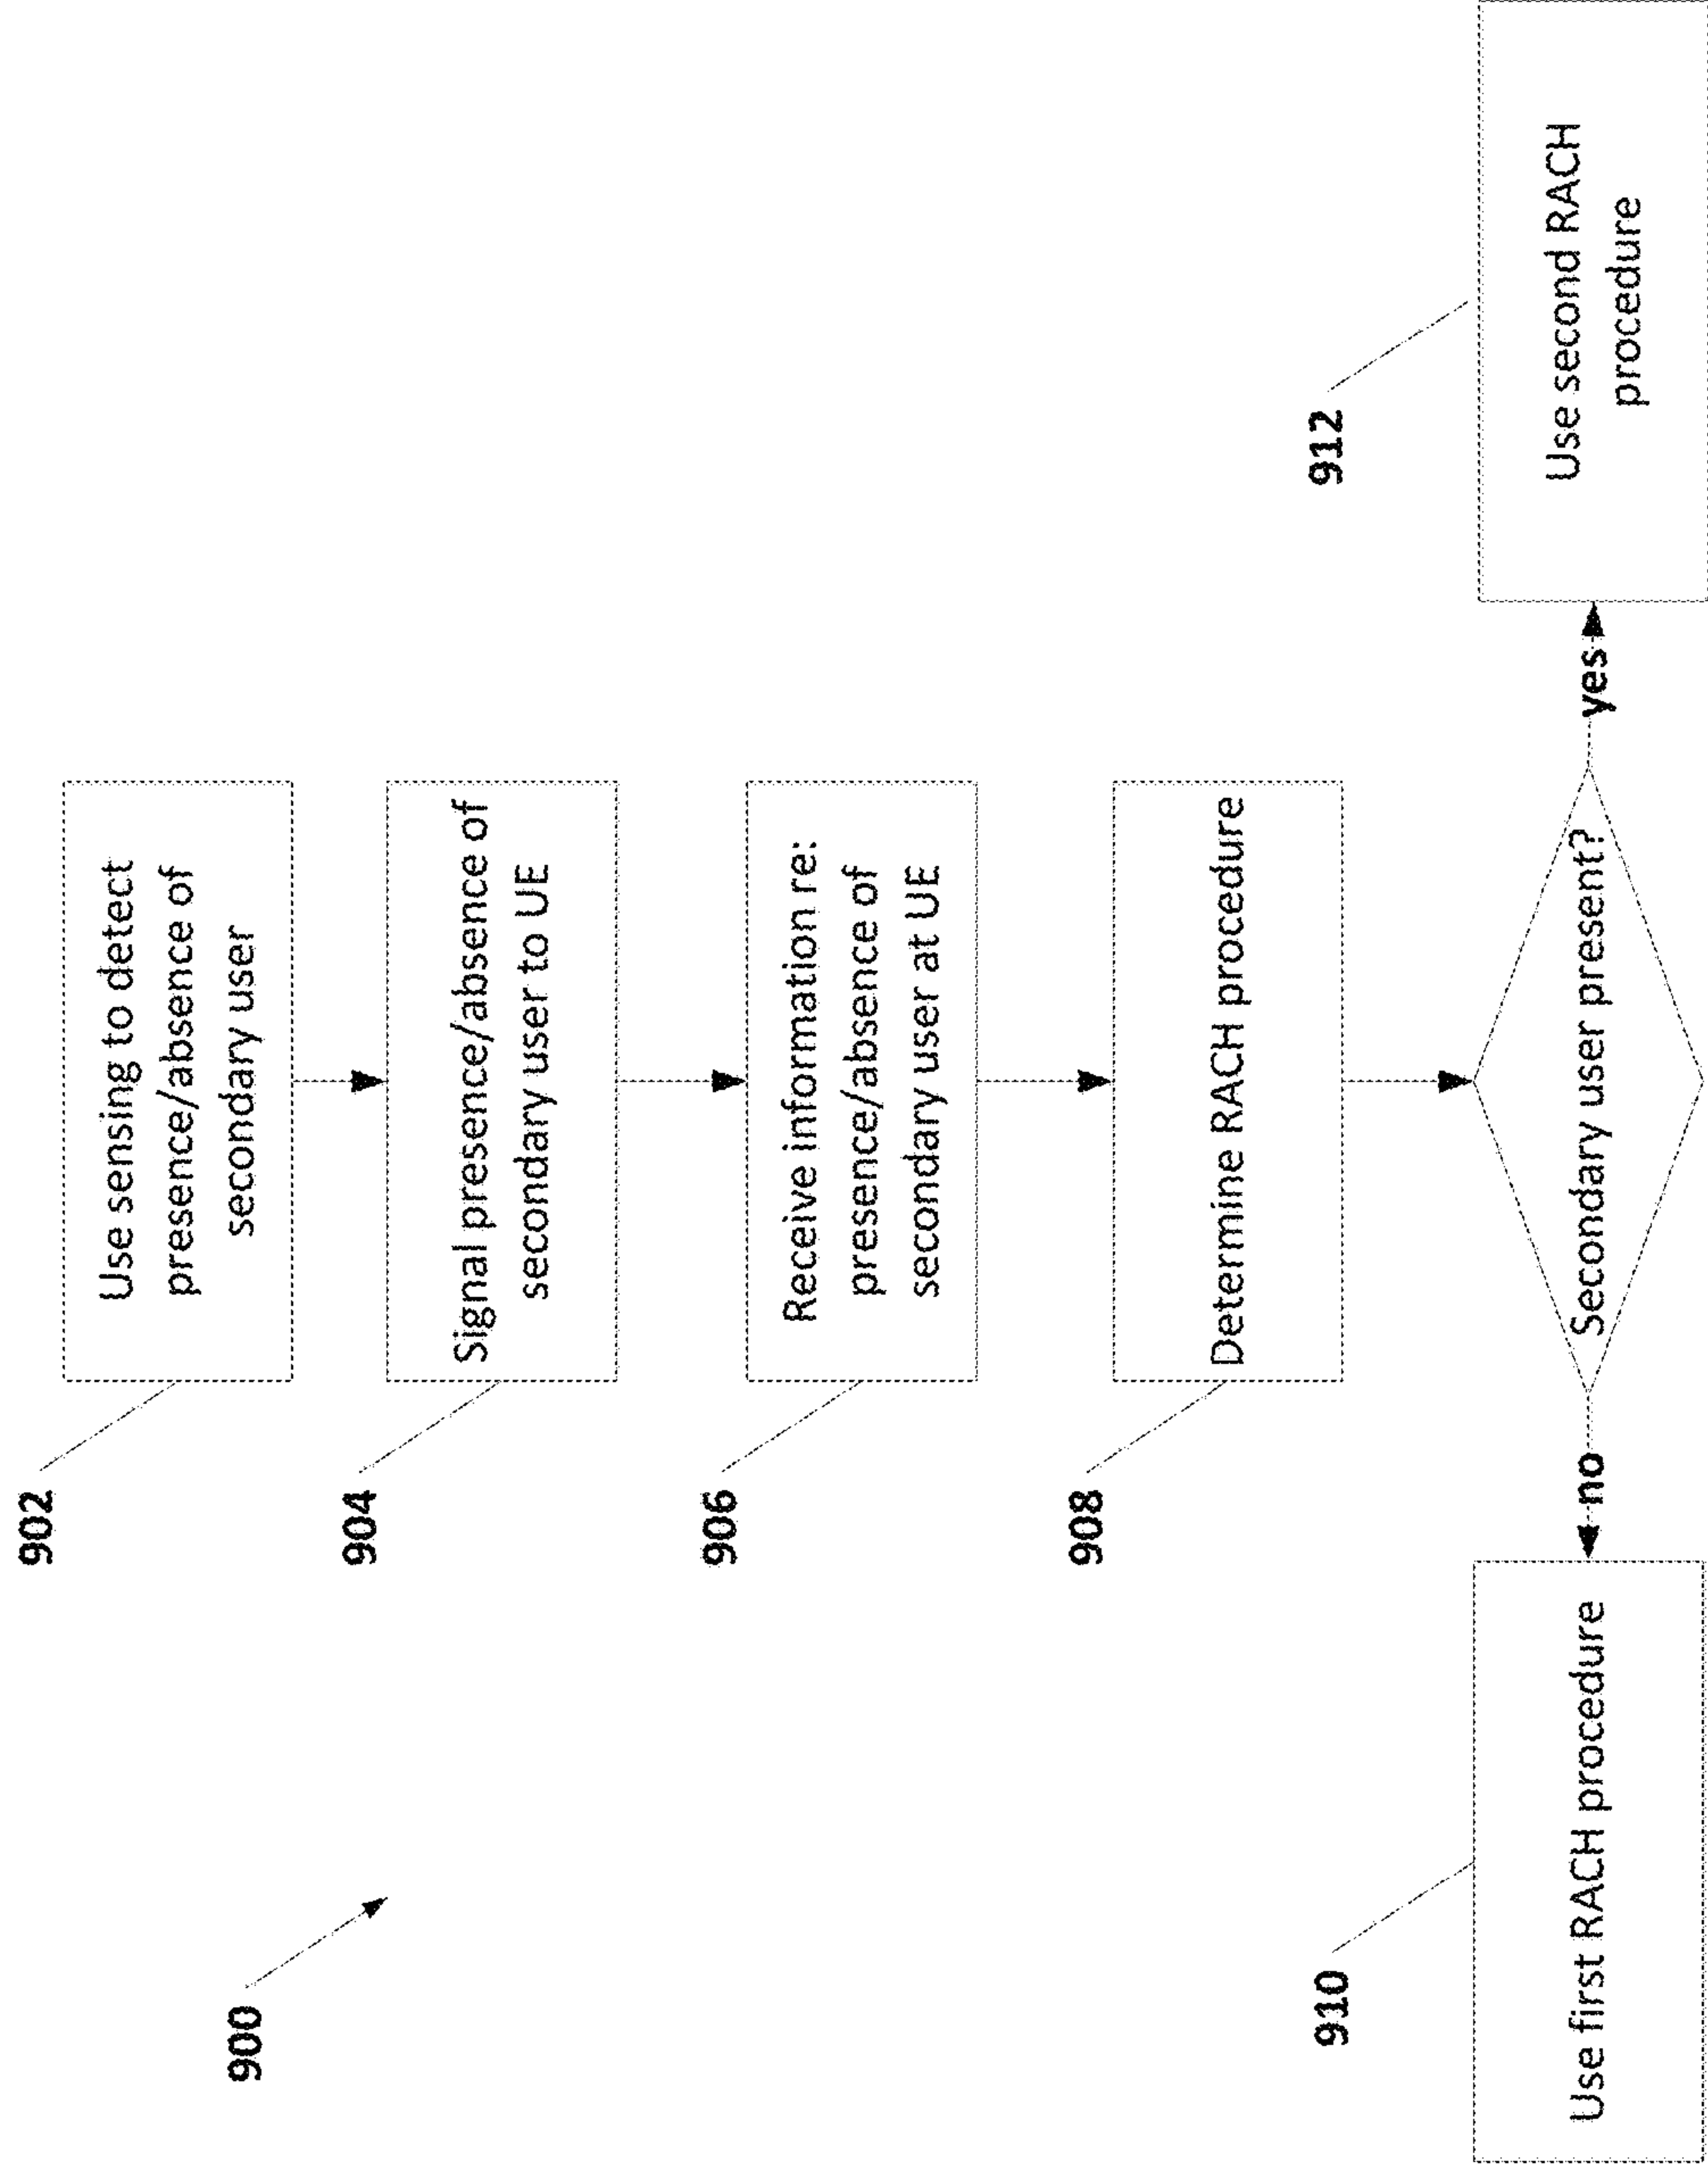 900
902
Use sensing to detect
presence/absence of
secondary user
904
Signal presence/absence of
secondary user to UE
906
Receive information re:
presence/absence of
secondary user at UE
908
Determine RACH procedure
Secondary user present?
no
yes
910
Use first RACH procedure
912
Use second RACH
procedure